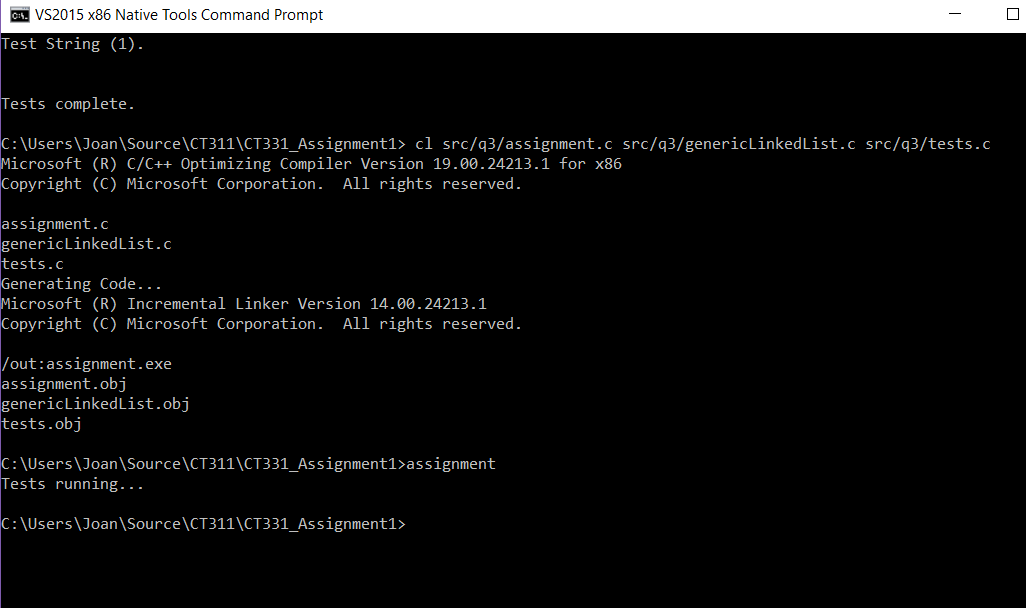 VS2015 x86 Native Tools Command Prompt
Test String (1).
Tests complete.
C:\Users\Joan\Source\CT311\CT331_Assignment1> cl src/q3/assignment.c src/q3/genericLinkedList.c src/q3/tests.c
Microsoft (R) C/C++ Optimizing Compiler Version 19.00.24213.1 for x86
Copyright (C) Microsoft Corporation.  All rights reserved.
assignment.c
genericLinkedList.c
tests.c
Generating Code...
Microsoft (R) Incremental Linker Version 14.00.24213.1
Copyright (C) Microsoft Corporation.  All rights reserved.
/out:assignment.exe
assignment.obj
genericLinkedList.obj
tests.obj
C:\Users\Joan\Source\CT311\CT331_Assignment1>assignment
Tests running...
C:\Users\Joan\Source\CT311\CT331_Assignment1>